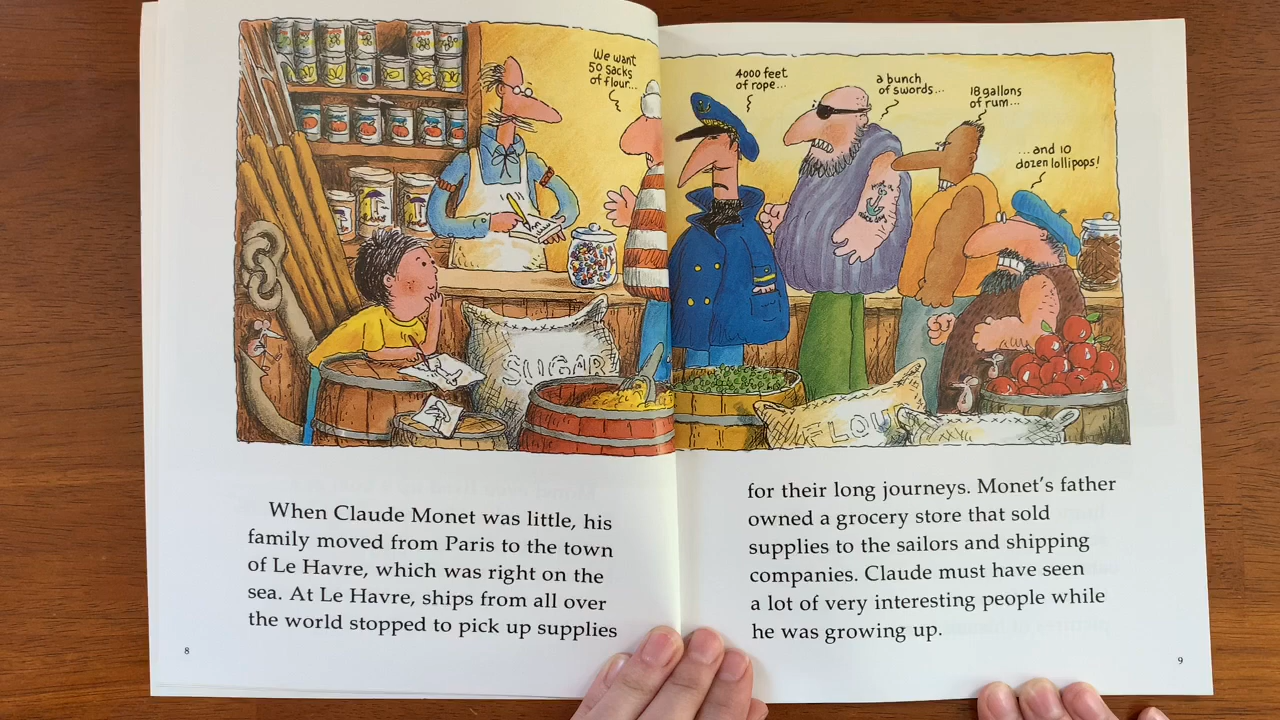 We want
50 sacks
of flour...
4000 feet
of rope...
a bunch
of swords...
18 gallons
of rum...
...and 10
dozen lollipops!
SUGAR
FLOU
When Claude Monet was little, his
family moved from Paris to the town
of Le Havre, which was right on the
sea. At Le Havre, ships from all over
the world stopped to pick up supplies
8
for their long journeys. Monet's father
owned a grocery store that sold
supplies to the sailors and shipping
companies. Claude must have seen
a lot of very interesting people while
he was growing up.
9